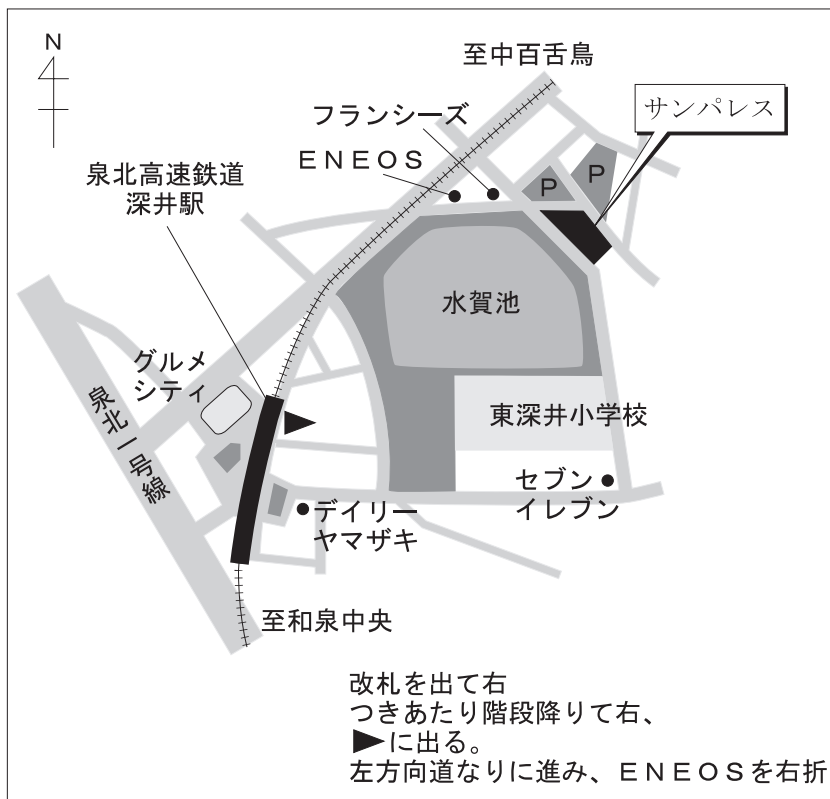 N
至中百舌鳥
サンパレス
フランシーズ
ENEOS
P
P
泉北高速鉄道
深井駅
水賀池
グルメ
シティ
泉北一号線
東深井小学校
セブン
イレブン
デイリー
ヤマザキ
至和泉中央
改札を出て右
つきあたり階段降りて右、
▶に出る。
左方向道なりに進み、ENEOSを右折